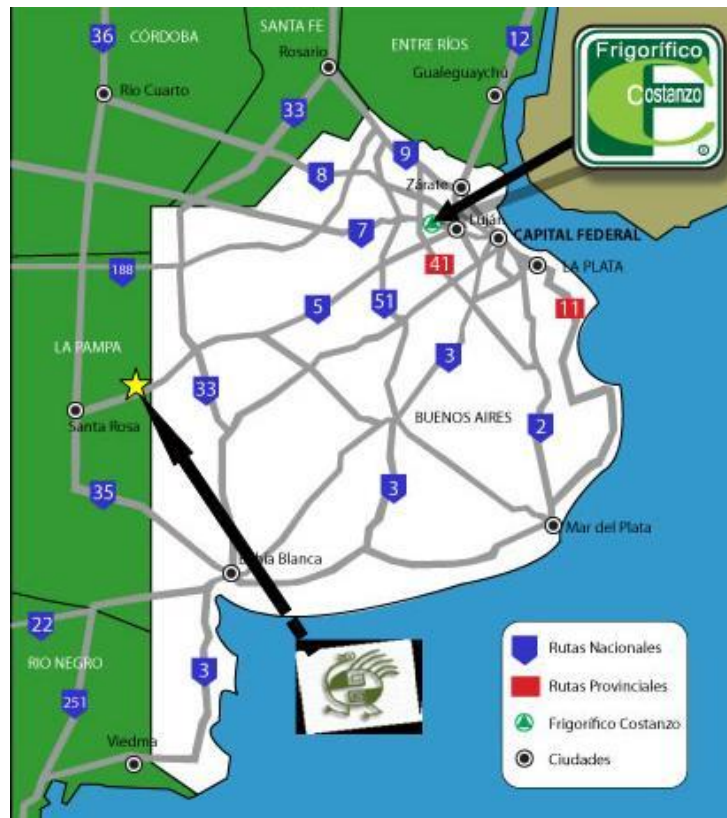 36
CÓRDOBA
SANTA FE
Rosario
ENTRE RÍOS
12
Gualeguaychú
Frigorífico
Costanzo
®
Río Cuarto
33
9
8
Zárate
Luján
7
CAPITAL FEDERAL
41
LA PLATA
188
5
51
11
3
LA PAMPA
33
BUENOS AIRES
2
Santa Rosa
35
3
Mar del Plata
Bahía Blanca
22
RIO NEGRO
3
251
Viedma
Rutas Nacionales
Rutas Provinciales
Frigorífico Costanzo
Ciudades